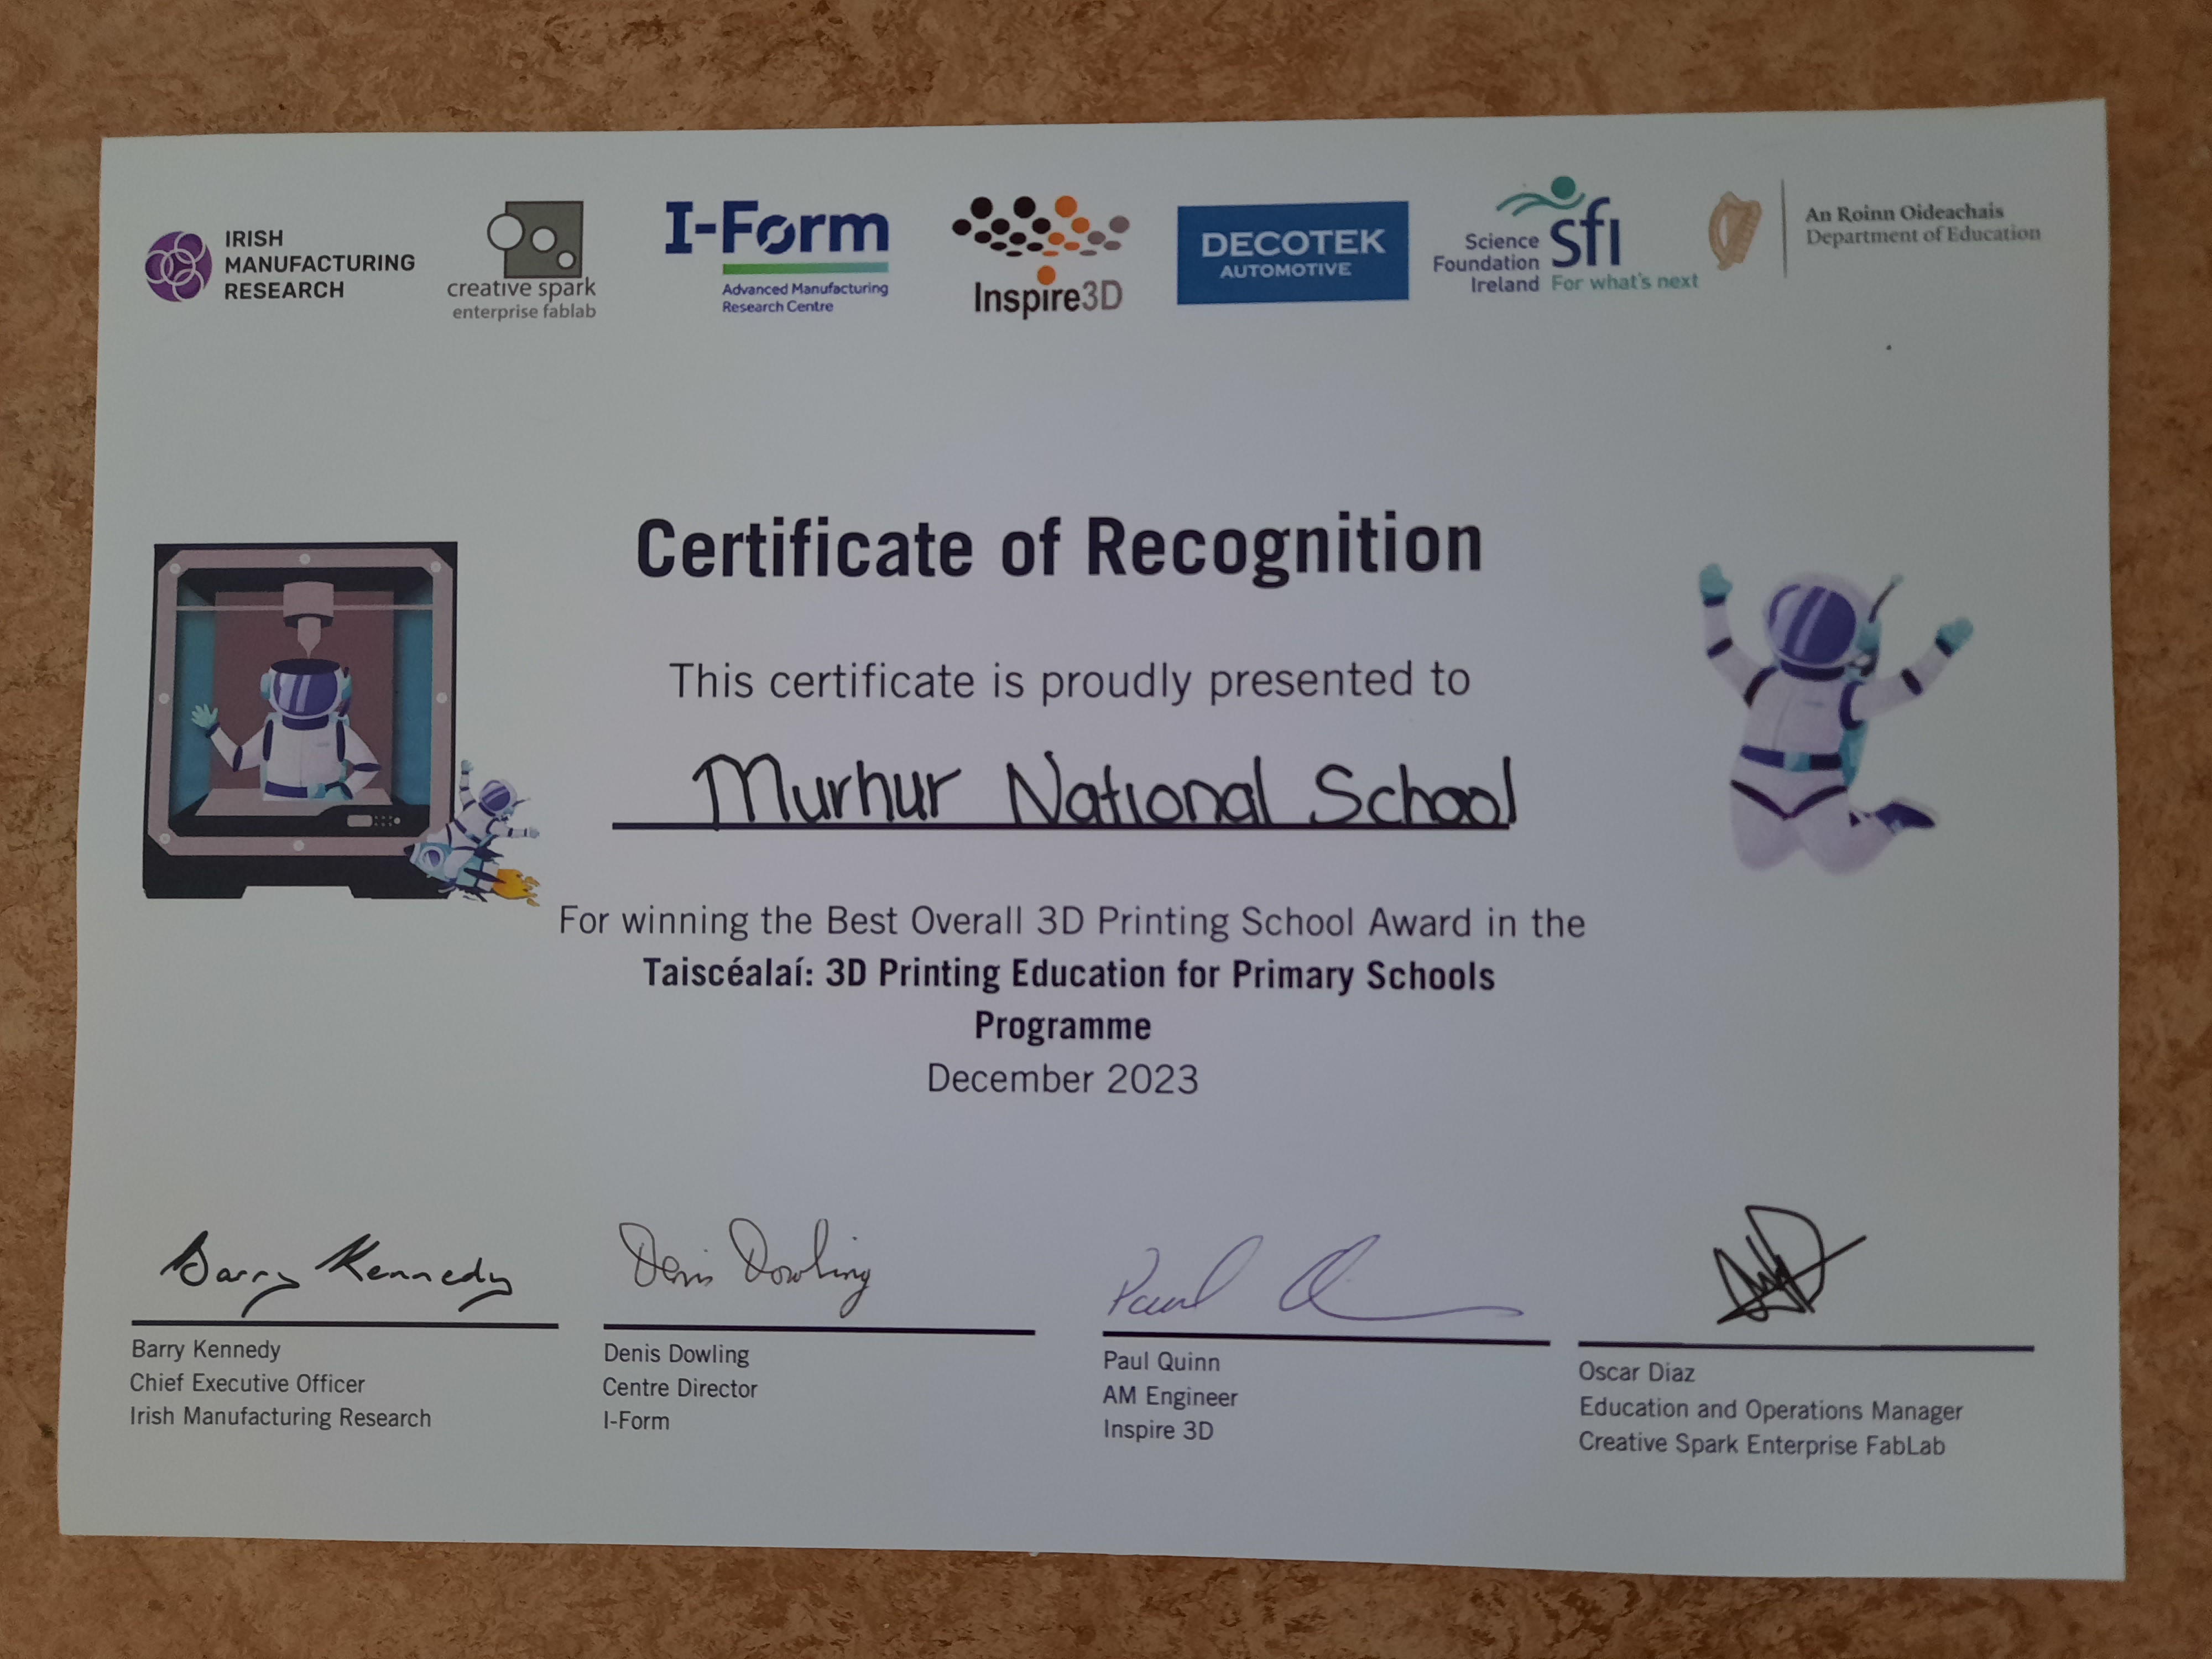 IRISH
MANUFACTURING
RESEARCH
creative spark
enterprise fablab
I-Form
Advanced Manufacturing
Research Centre
Inspire3D
DECOTEK
AUTOMOTIVE
Science
Foundation
Ireland
sfi
For what's next
An Roinn Oideachais
Department of Education
Certificate of Recognition
This certificate is proudly presented to
Murhur National School
For winning the Best Overall 3D Printing School Award in the
Taiscéalaí: 3D Printing Education for Primary Schools
Programme
December 2023
Barry Kennedy
Denis Dowling
Paul
Barry Kennedy
Chief Executive Officer
Irish Manufacturing Research
Denis Dowling
Centre Director
I-Form
Paul Quinn
AM Engineer
Inspire 3D
Oscar Diaz
Education and Operations Manager
Creative Spark Enterprise FabLab